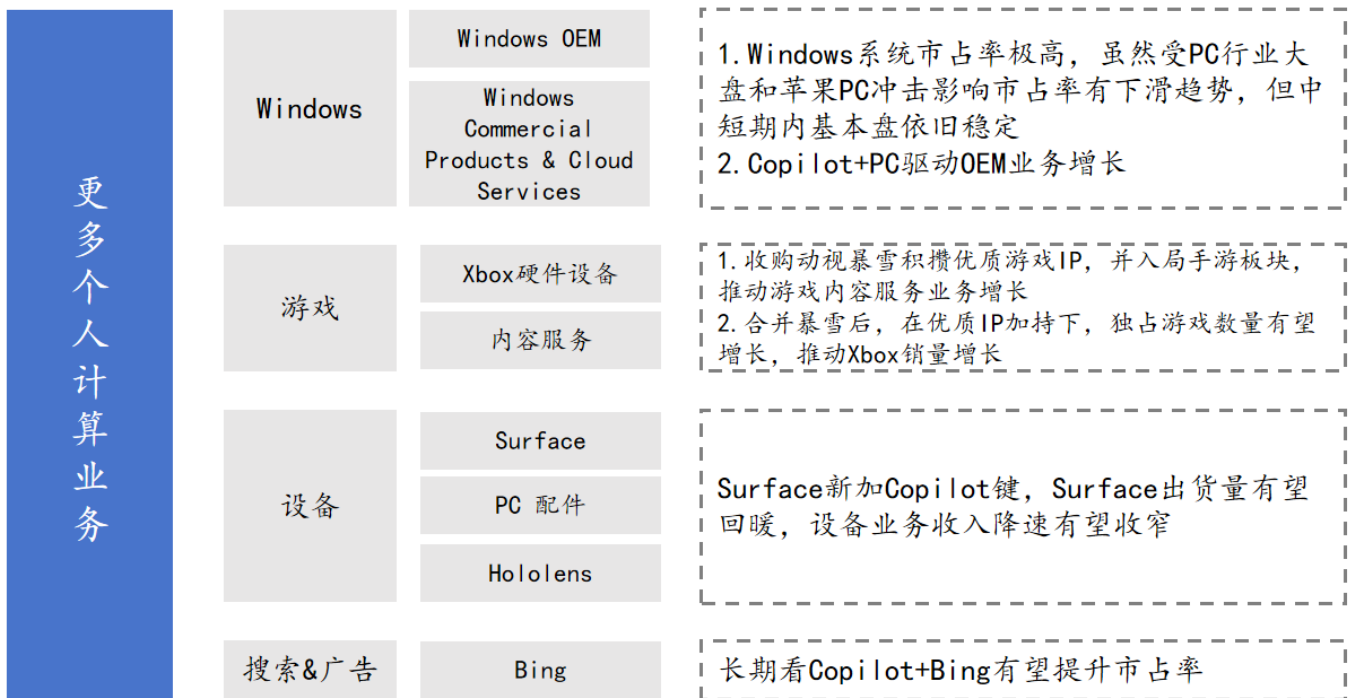 更多个人计算业务
Windows
Windows OEM
Windows
Commercial
Products & Cloud
Services
1.Windows系统市占率极高，虽然受PC行业大
盘和苹果PC冲击影响市占率有下滑趋势，但中
短期内基本盘依旧稳定
2.Copilot+PC驱动OEM业务增长
游戏
Xbox硬件设备
内容服务
1.收购动视暴雪积攒优质游戏IP，并入局手游板块，
推动游戏内容服务业务增长
2.合并暴雪后，在优质IP加持下，独占游戏数量有望
增长，推动Xbox销量增长
设备
Surface
PC 配件
Hololens
Surface新加Copilot键，Surface出货量有望
回暖，设备业务收入降速有望收窄
搜索&广告
Bing
长期看Copilot+Bing有望提升市占率